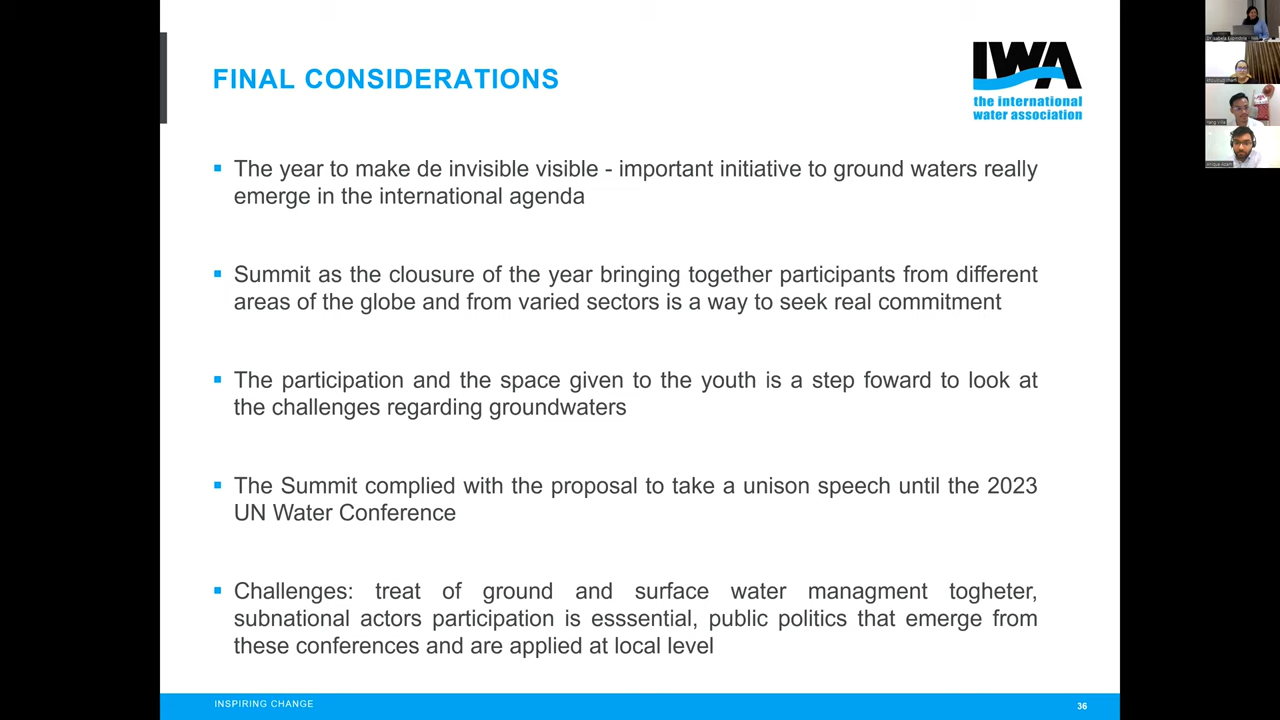 FINAL CONSIDERATIONS
IWA
the international
water association
▪ The year to make de invisible visible - important initiative to ground waters really
emerge in the international agenda
▪ Summit as the clousure of the year bringing together participants from different
areas of the globe and from varied sectors is a way to seek real commitment
▪ The participation and the space given to the youth is a step foward to look at
the challenges regarding groundwaters
▪ The Summit complied with the proposal to take a unison speech until the 2023
UN Water Conference
▪ Challenges: treat of ground and surface water managment togheter,
subnational actors participation is esssential, public politics that emerge from
these conferences and are applied at local level
INSPIRING CHANGE
36